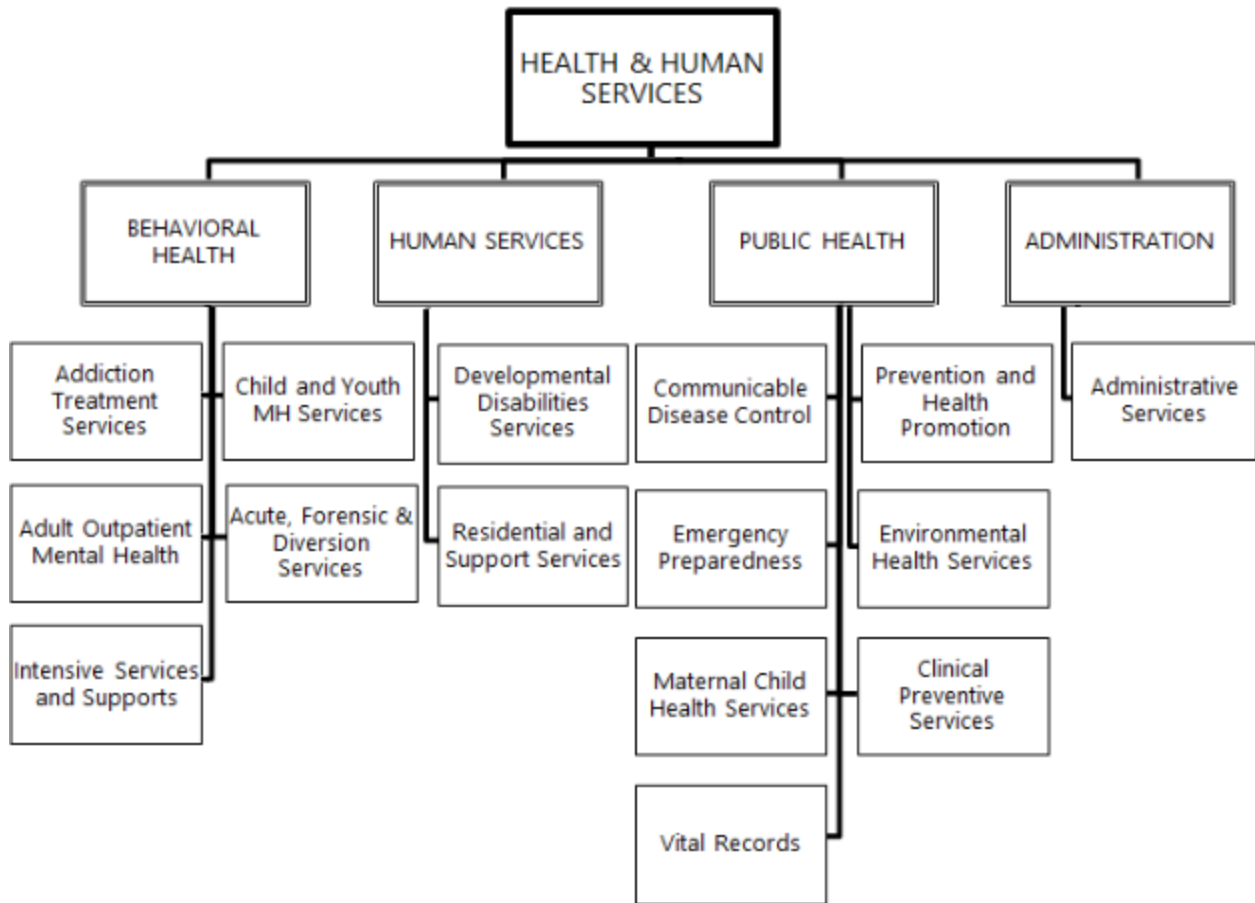 HEALTH & HUMAN
SERVICES
BEHAVIORAL
HEALTH
HUMAN SERVICES
PUBLIC HEALTH
ADMINISTRATION
Addiction
Treatment
Services
Child and Youth
MH Services
Developmental
Disabilities
Services
Communicable
Disease Control
Prevention and
Health
Promotion
Administrative
Services
Adult Outpatient
Mental Health
Acute, Forensic &
Diversion
Services
Residential and
Support Services
Emergency
Preparedness
Environmental
Health Services
Intensive Services
and Supports
Maternal Child
Health Services
Clinical
Preventive
Services
Vital Records